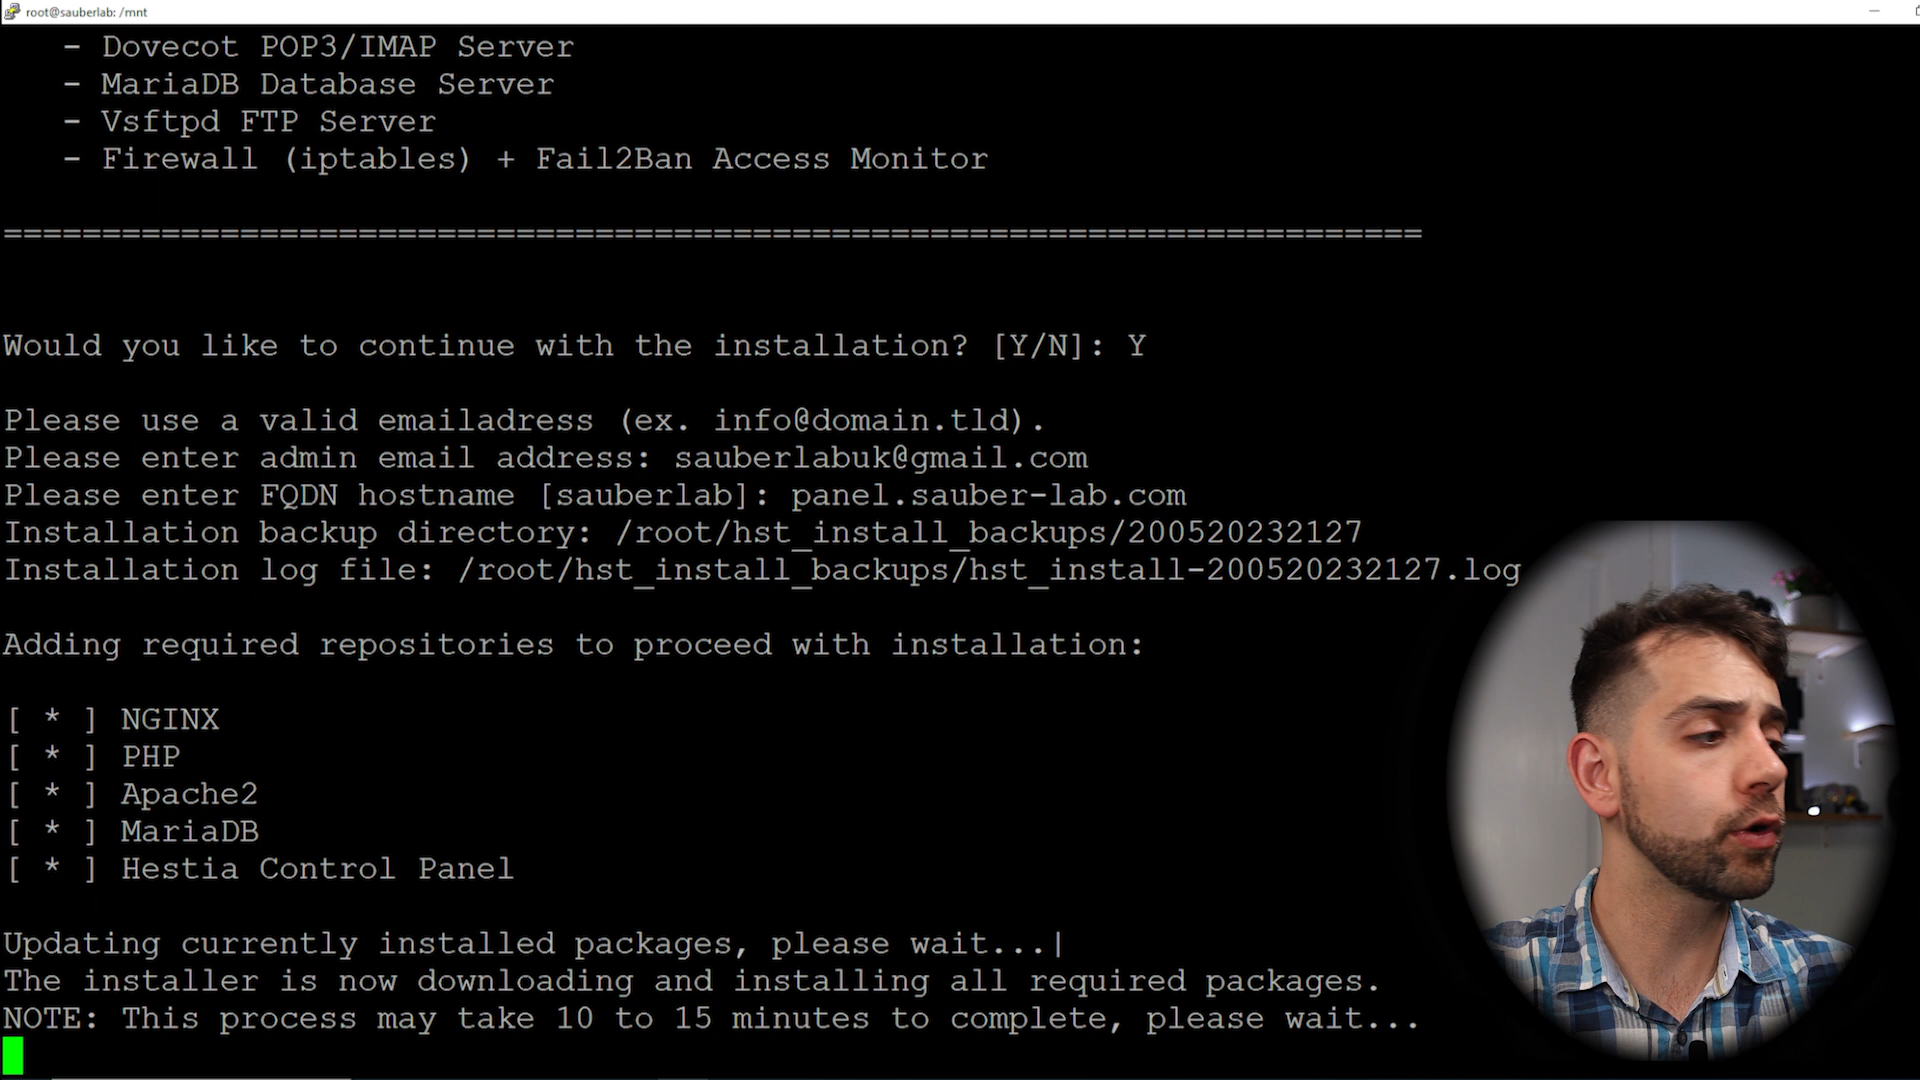 root@sauberlab: /mnt
- Dovecot POP3/IMAP Server
- MariaDB Database Server
- Vsftpd FTP Server
- Firewall (iptables) + Fail2Ban Access Monitor
========================================================================
Would you like to continue with the installation? [Y/N]: Y
Please use a valid emailadress (ex. info@domain.tld).
Please enter admin email address: sauberlabuk@gmail.com
Please enter FQDN hostname [sauberlab]: panel.sauber-lab.com
Installation backup directory: /root/hst_install_backups/200520232127
Installation log file: /root/hst_install_backups/hst_install-200520232127.log
Adding required repositories to proceed with installation:
[ * ] NGINX
[ * ] PHP
[ * ] Apache2
[ * ] MariaDB
[ * ] Hestia Control Panel
Updating currently installed packages, please wait...|
The installer is now downloading and installing all required packages.
NOTE: This process may take 10 to 15 minutes to complete, please wait...